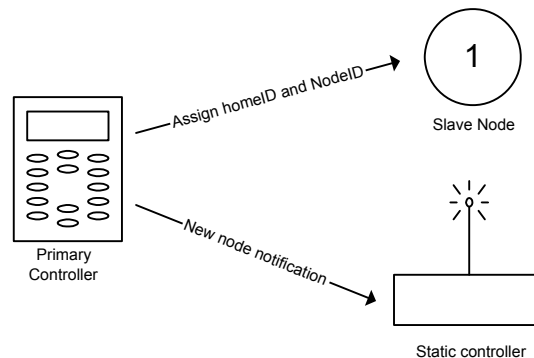 1
Assign homeID and NodeID
Slave Node
Primary
Controller
New node notification
Static controller